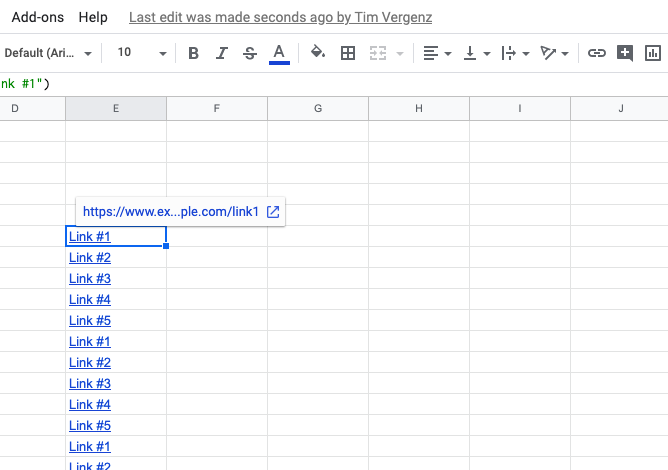 Add-ons Help Last edit was made seconds ago by Tim Vergenz
Default (Ari... 10 B I S A
nk #1")
D E F G H I J
https://www.ex...ple.com/link1
Link #1
Link #2
Link #3
Link #4
Link #5
Link #1
Link #2
Link #3
Link #4
Link #5
Link #1
Link #2